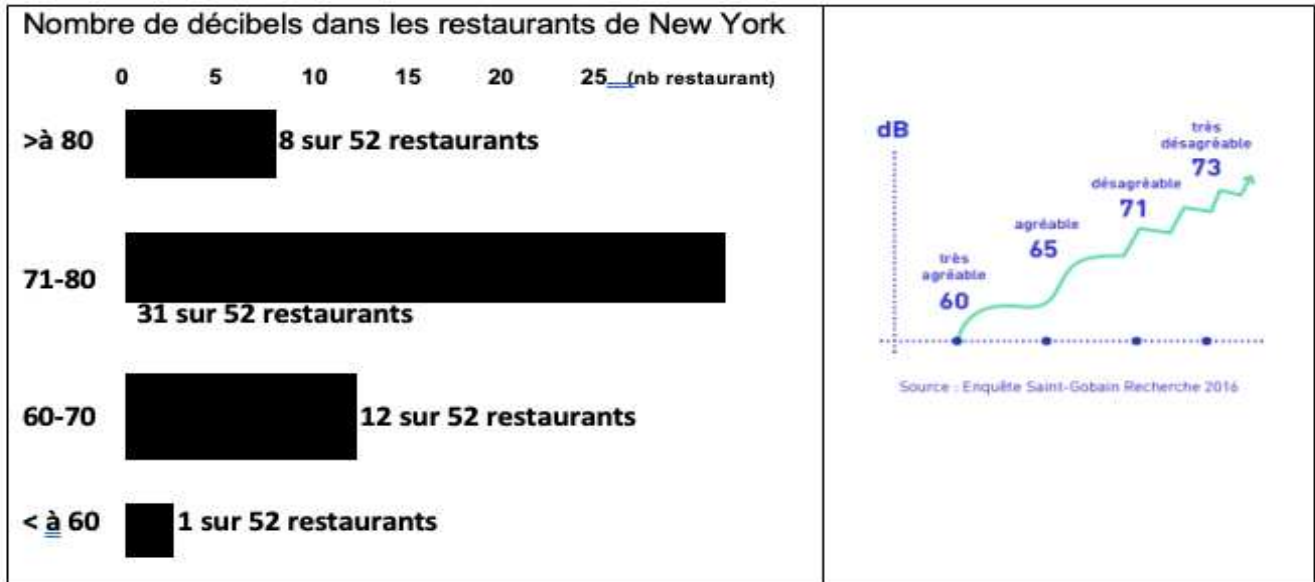 Nombre de décibels dans les restaurants de New York
0 5 10 15 20 25 (nb restaurant)
>à 80 8 sur 52 restaurants
71-80
31 sur 52 restaurants
60-70 12 sur 52 restaurants
< à 60 1 sur 52 restaurants
dB
très
désagréable
73
désagréable
71
agréable
65
très
agréable
60
Source : Enquête Saint-Gobain Recherche 2016